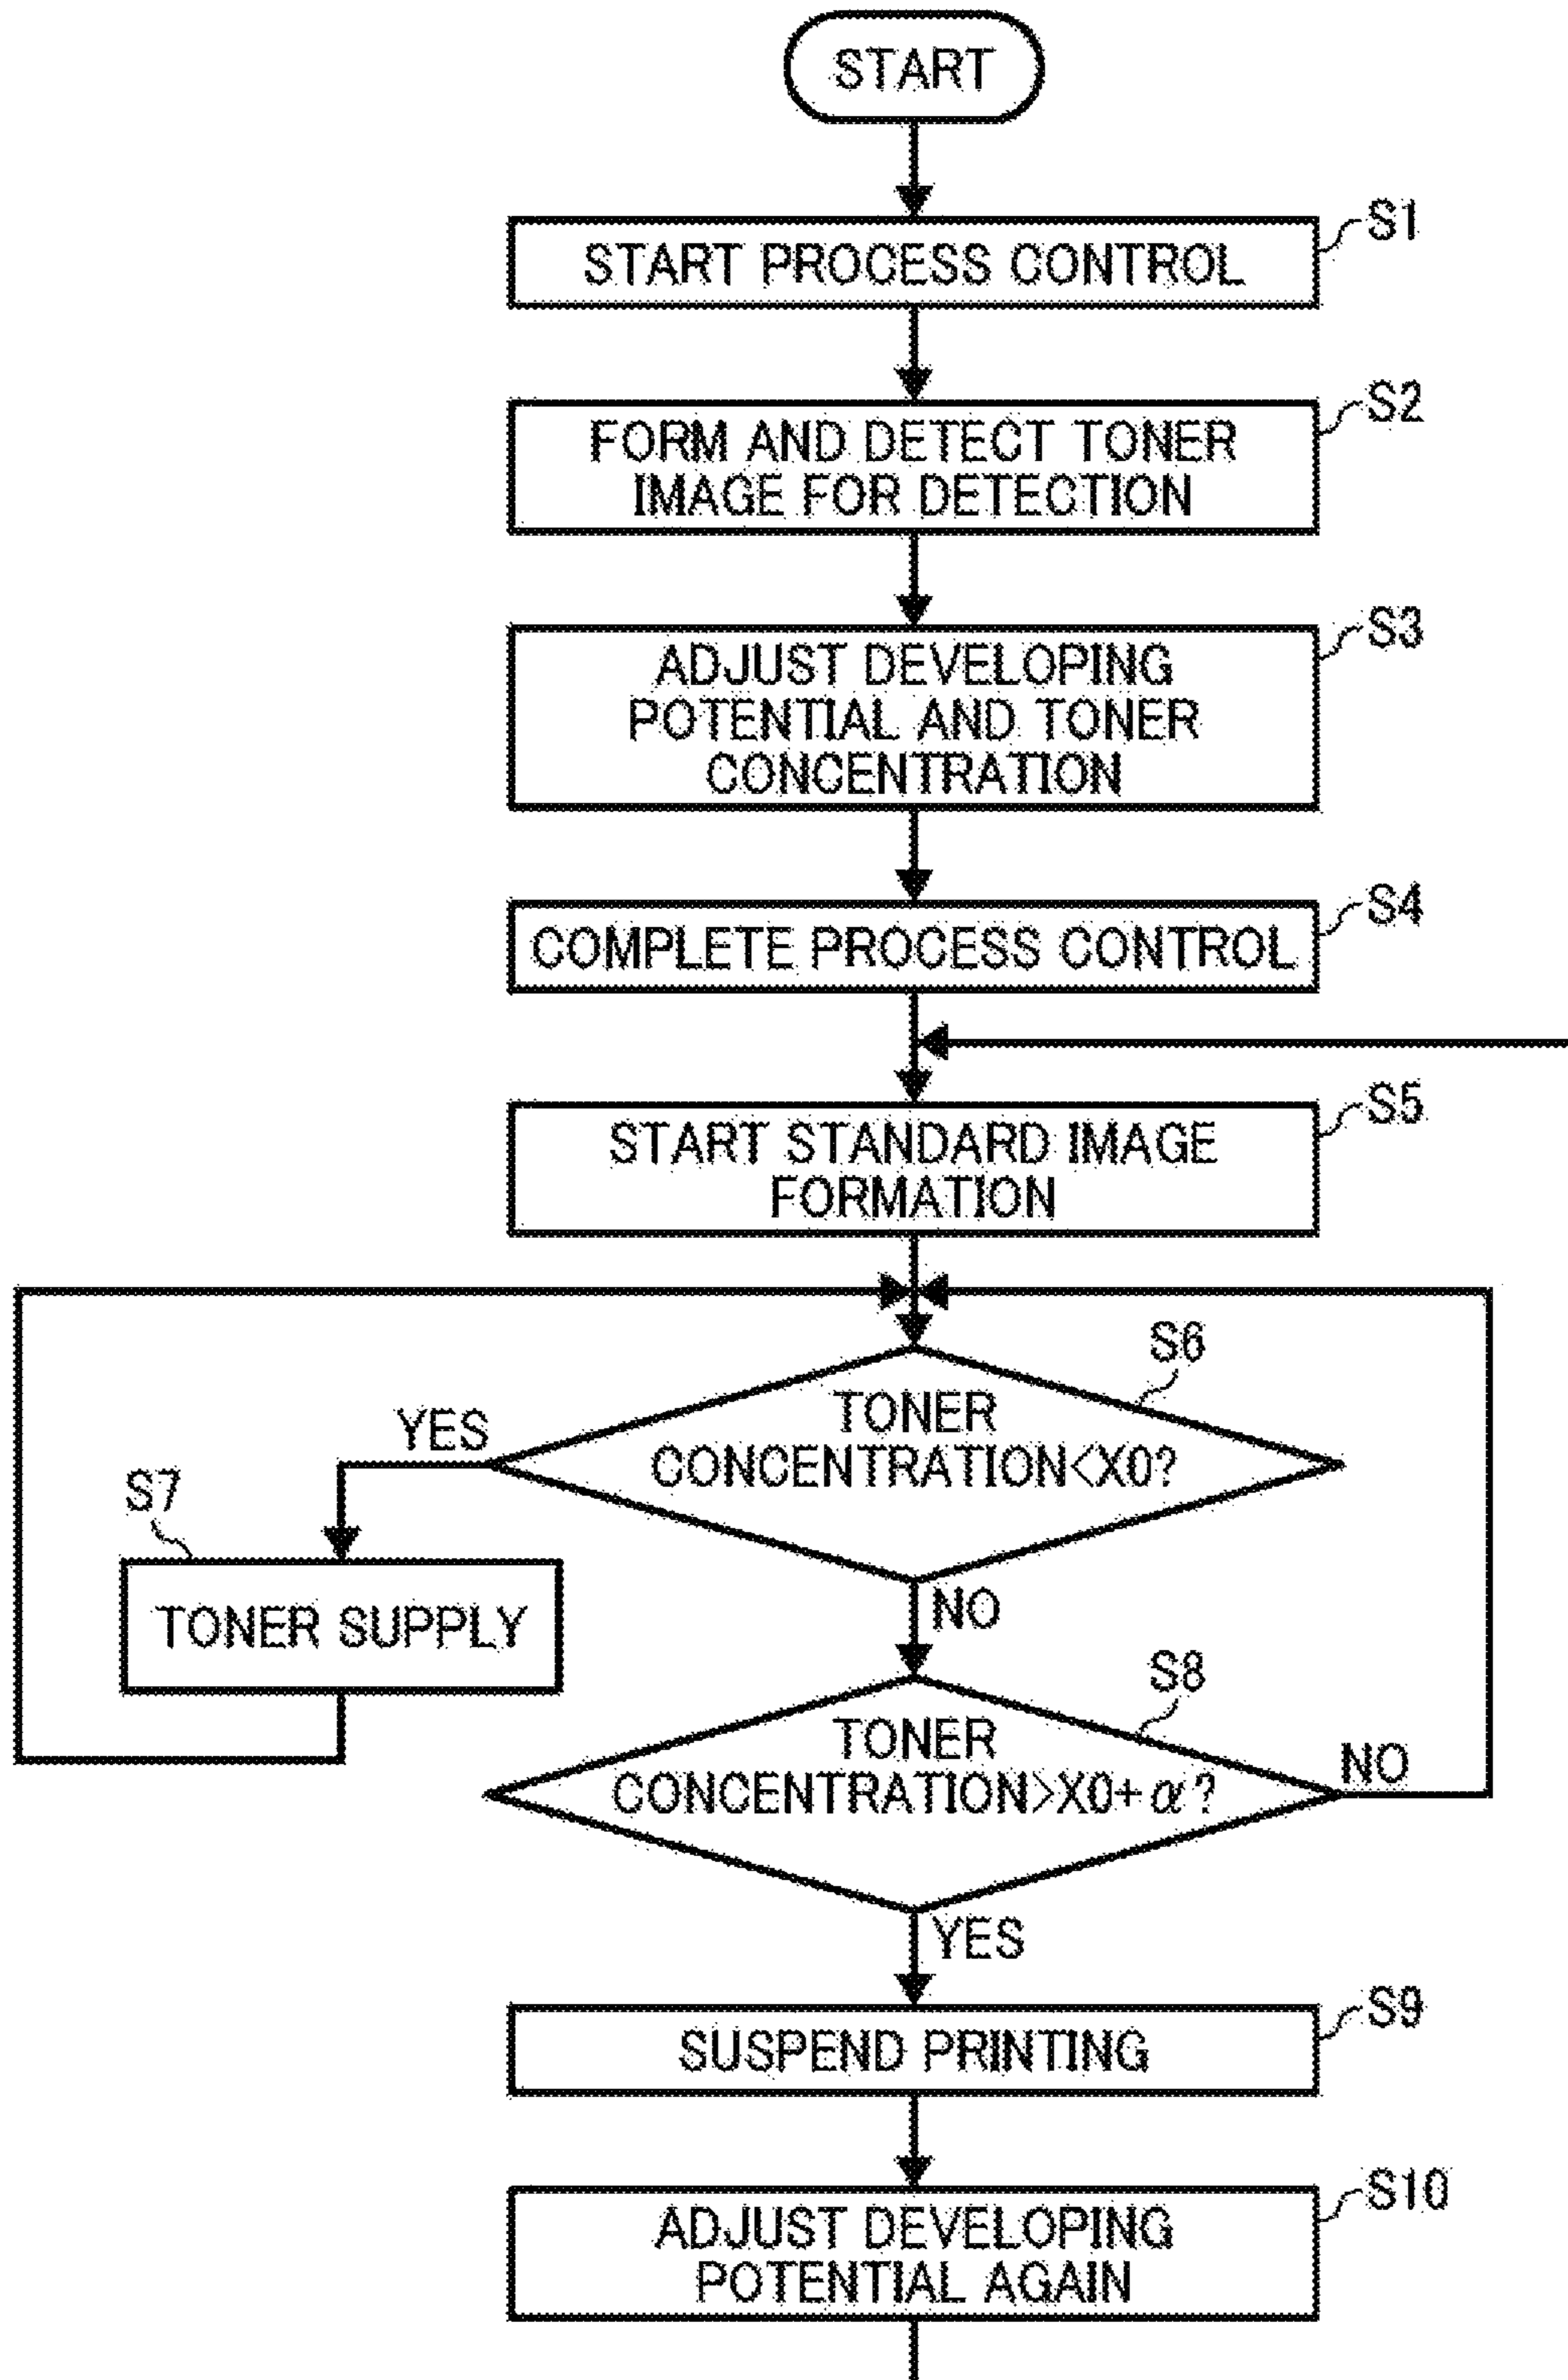 START
S1
START PROCESS CONTROL
S2
FORM AND DETECT TONER
IMAGE FOR DETECTION
S3
ADJUST DEVELOPING
POTENTIAL AND TONER
CONCENTRATION
S4
COMPLETE PROCESS CONTROL
S5
START STANDARD IMAGE
FORMATION
S6
TONER
CONCENTRATION<X0?
YES
S7
TONER SUPPLY
NO
S8
TONER
CONCENTRATION>X0+α?
NO
YES
S9
SUSPEND PRINTING
S10
ADJUST DEVELOPING
POTENTIAL AGAIN